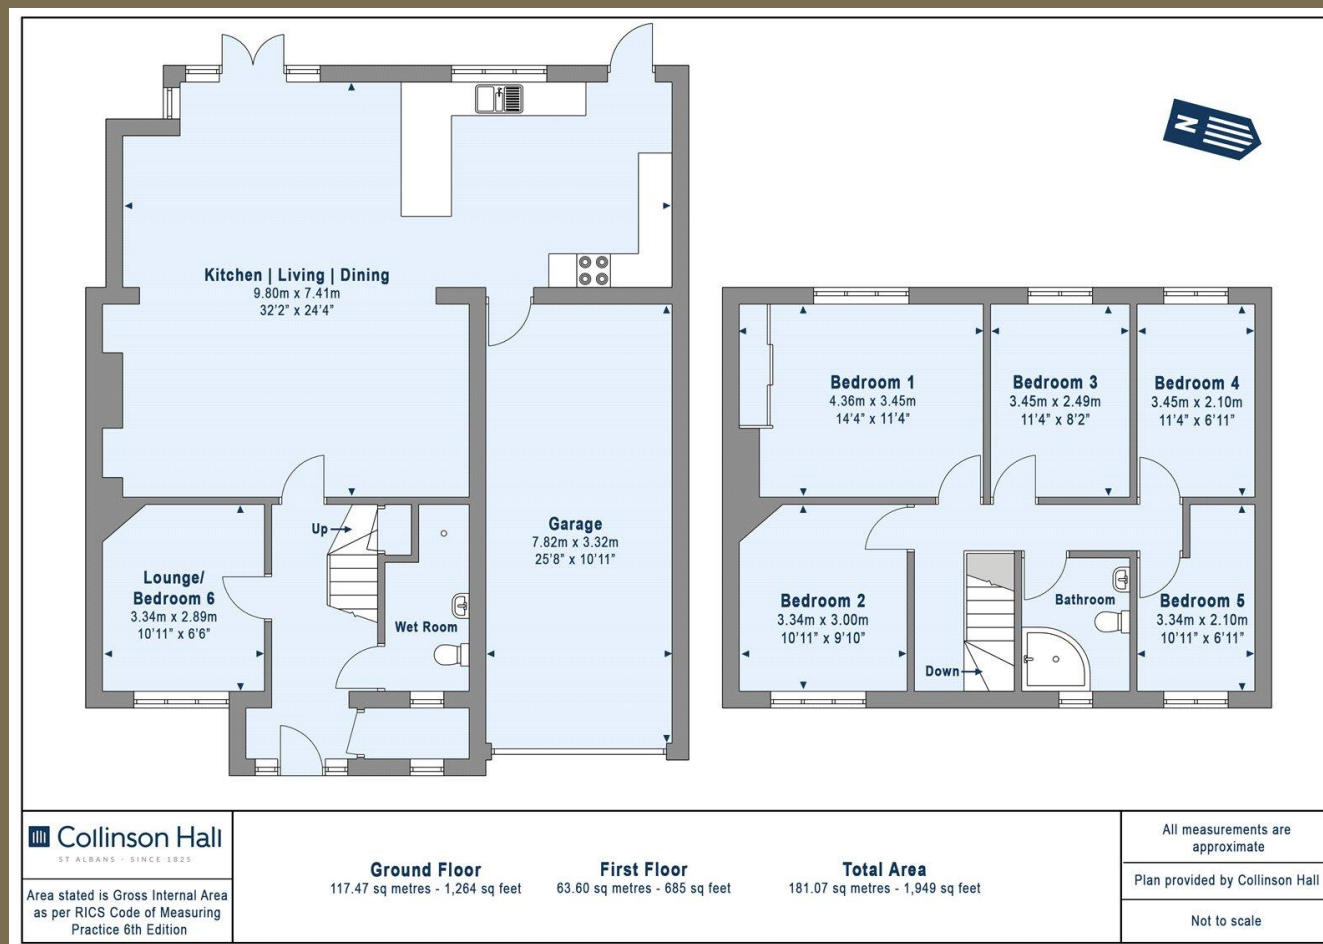 N
Kitchen | Living | Dining
9.80m x 7.41m
32'2" x 24'4"
Up
Lounge/
Bedroom 6
3.34m x 2.89m
10'11" x 6'6"
Wet Room
Garage
7.82m x 3.32m
25'8" x 10'11"
Bedroom 1
4.36m x 3.45m
14'4" x 11'4"
Bedroom 3
3.45m x 2.49m
11'4" x 8'2"
Bedroom 4
3.45m x 2.10m
11'4" x 6'11"
Bedroom 2
3.34m x 3.00m
10'11" x 9'10"
Down
Bathroom
Bedroom 5
3.34m x 2.10m
10'11" x 6'11"
Collinson Hall
ST ALBANS - SINCE 1825
Area stated is Gross Internal Area
as per RICS Code of Measuring
Practice 6th Edition
Ground Floor
117.47 sq metres - 1,264 sq feet
First Floor
63.60 sq metres - 685 sq feet
Total Area
181.07 sq metres - 1,949 sq feet
All measurements are
approximate
Plan provided by Collinson Hall
Not to scale